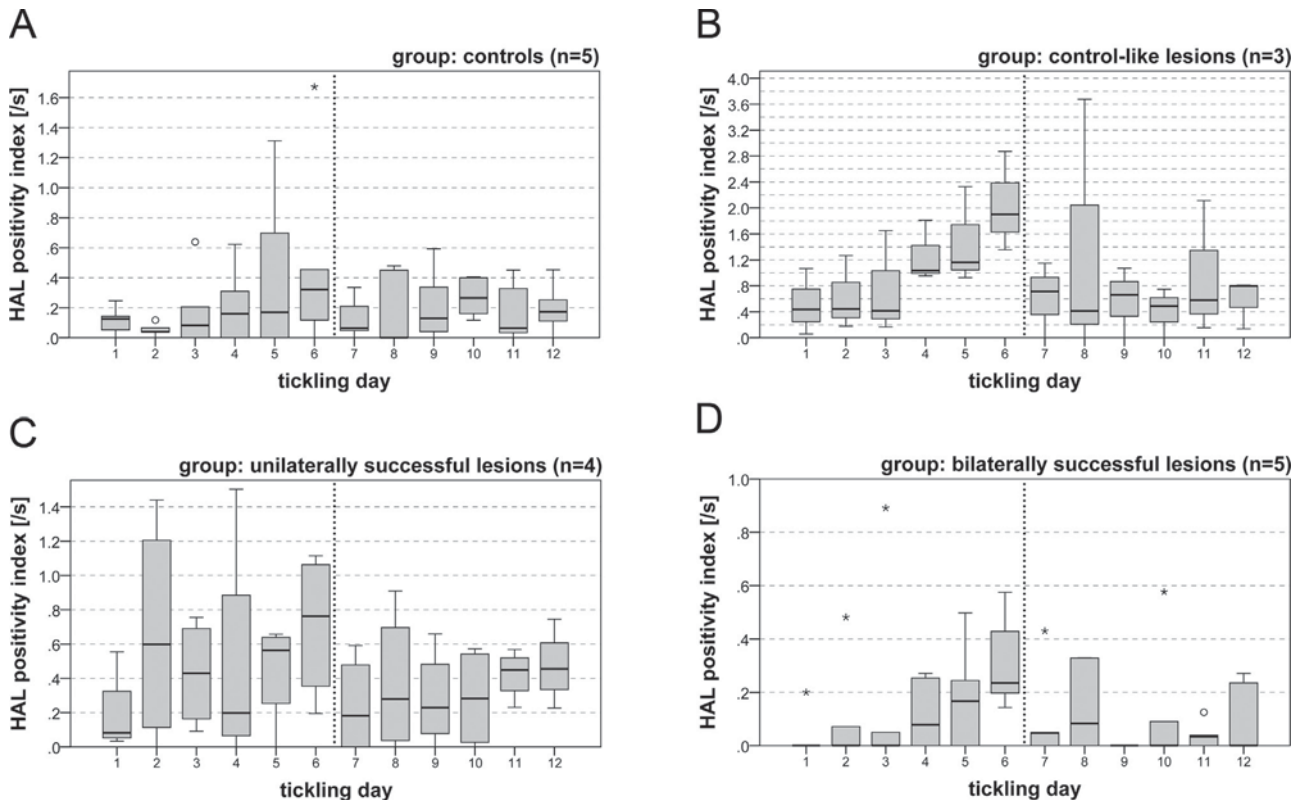 A
group: controls (n=5)
HAL positivity index [/s]
1.6
1.4
1.2
1.0
.8
.6
.4
.2
.0
1 2 3 4 5 6 7 8 9 10 11 12
tickling day
B
group: control-like lesions (n=3)
HAL positivity index [/s]
4.0
3.6
3.2
2.8
2.4
2.0
1.6
1.2
.8
.4
.0
1 2 3 4 5 6 7 8 9 10 11 12
tickling day
C
group: unilaterally successful lesions (n=4)
HAL positivity index [/s]
1.4
1.2
1.0
.8
.6
.4
.2
.0
1 2 3 4 5 6 7 8 9 10 11 12
tickling day
D
group: bilaterally successful lesions (n=5)
HAL positivity index [/s]
1.0
.8
.6
.4
.2
.0
1 2 3 4 5 6 7 8 9 10 11 12
tickling day